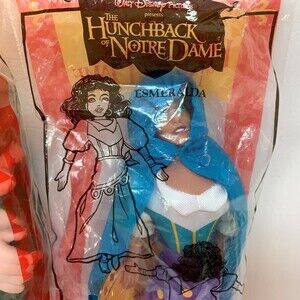 Walt Disney Pictures
presents
THE
HUNCHBACK
OF
NOTRE DAME
ESMERALDA